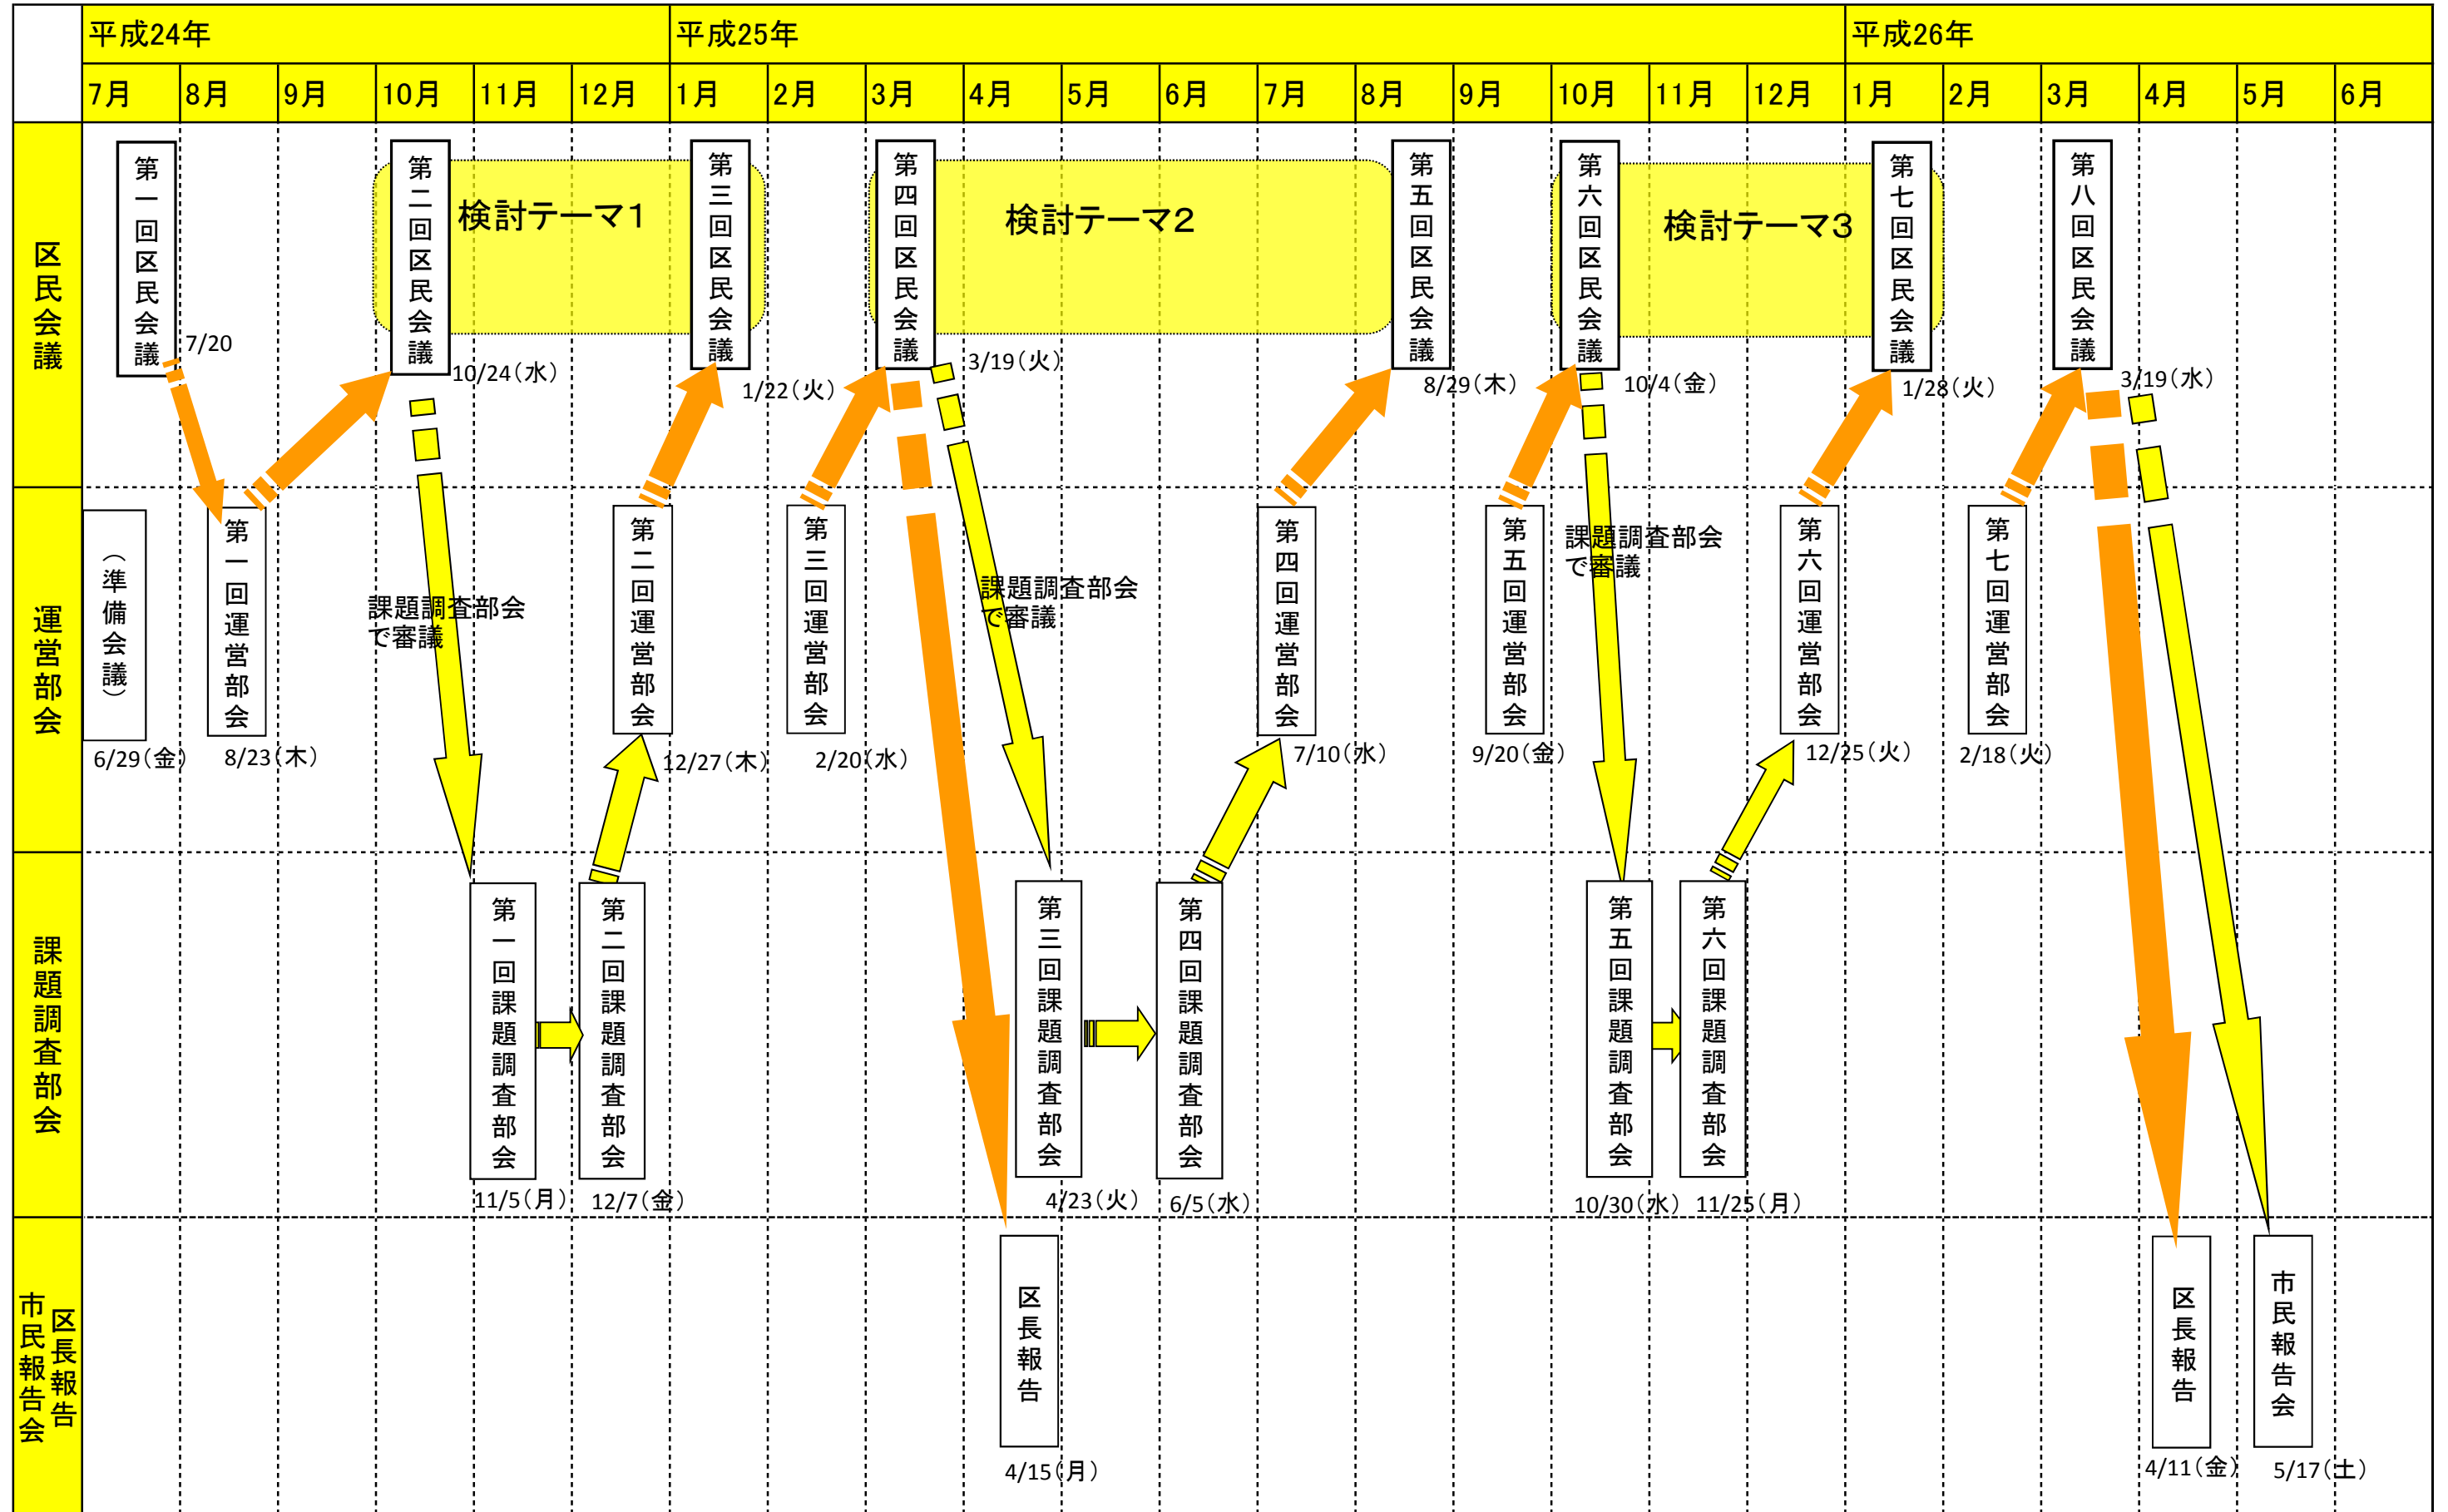 平成24年
平成25年
平成26年
7月
8月
9月
10月
11月
12月
1月
2月
3月
4月
5月
6月
7月
8月
9月
10月
11月
12月
1月
2月
3月
4月
5月
6月
区民会議
第一回区民会議
7/20
第二回区民会議
10/24(水)
検討テーマ1
第三回区民会議
1/22(火)
第四回区民会議
3/19(火)
検討テーマ2
第五回区民会議
8/29(木)
第六回区民会議
10/4(金)
検討テーマ3
第七回区民会議
1/28(火)
第八回区民会議
3/19(水)
運営部会
(準備会議)
6/29(金)
第一回運営部会
8/23(木)
課題調査部会
で審議
第二回運営部会
12/27(木)
第三回運営部会
2/20(水)
課題調査部会
で審議
第四回運営部会
7/10(水)
第五回運営部会
9/20(金)
課題調査部会
で審議
第六回運営部会
12/25(火)
第七回運営部会
2/18(火)
課題調査部会
第一回課題調査部会
11/5(月)
第二回課題調査部会
12/7(金)
第三回課題調査部会
4/23(火)
第四回課題調査部会
6/5(水)
第五回課題調査部会
10/30(水)
第六回課題調査部会
11/25(月)
区長報告
市民報告会
区長報告
4/15(月)
区長報告
4/11(金)
市民報告会
5/17(土)